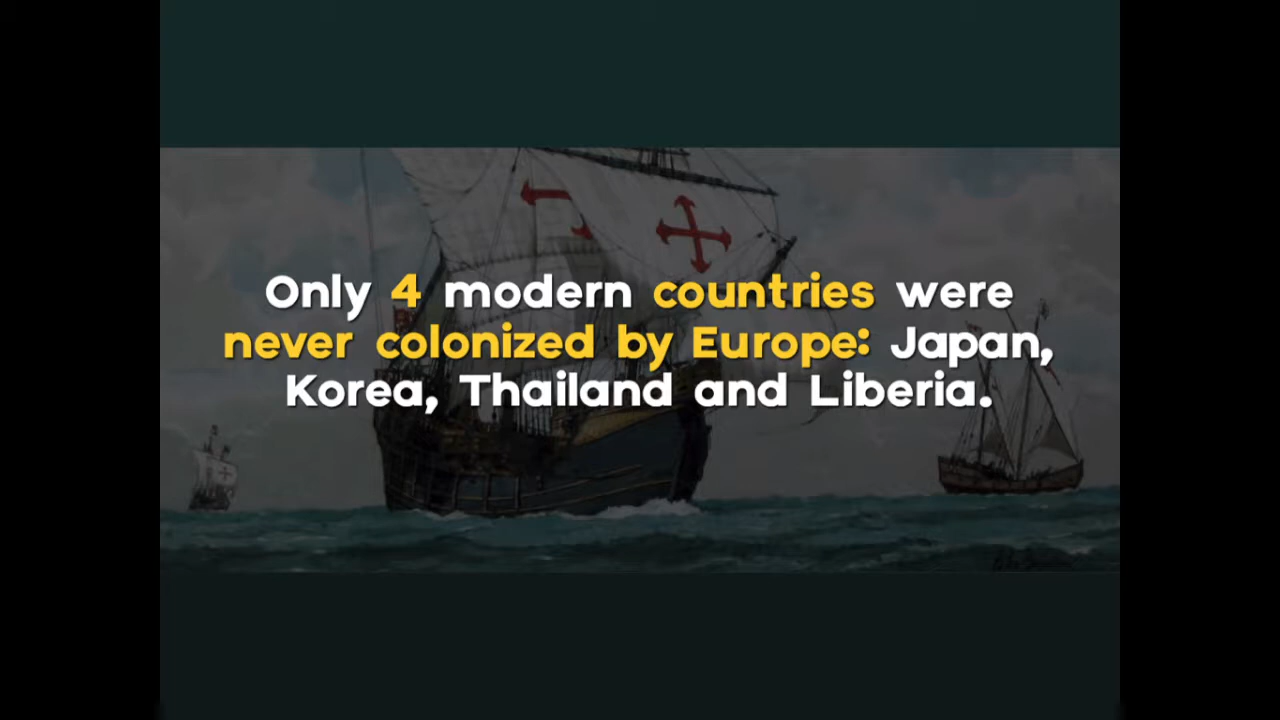 Only 4 modern countries were
never colonized by Europe: Japan,
Korea, Thailand and Liberia.